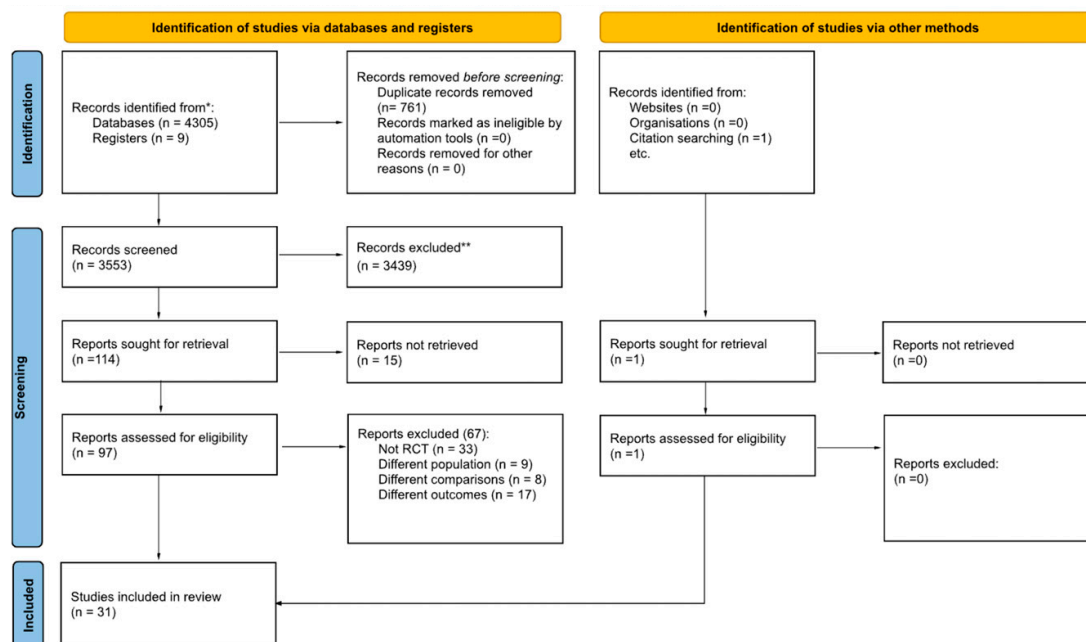 Identification of studies via databases and registers
Identification of studies via other methods
Identification
Records identified from*:
Databases (n = 4305)
Registers (n = 9)
Records removed before screening:
Duplicate records removed
(n= 761)
Records marked as ineligible by
automation tools (n =0)
Records removed for other
reasons (n = 0)
Records identified from:
Websites (n =0)
Organisations (n =0)
Citation searching (n =1)
etc.
Screening
Records screened
(n = 3553)
Records excluded**
(n = 3439)
Reports sought for retrieval
(n =114)
Reports not retrieved
(n = 15)
Reports sought for retrieval
(n =1)
Reports not retrieved
(n =0)
Reports assessed for eligibility
(n = 97)
Reports excluded (67):
Not RCT (n = 33)
Different population (n = 9)
Different comparisons (n = 8)
Different outcomes (n = 17)
Reports assessed for eligibility
(n =1)
Reports excluded:
(n =0)
Included
Studies included in review
(n = 31)